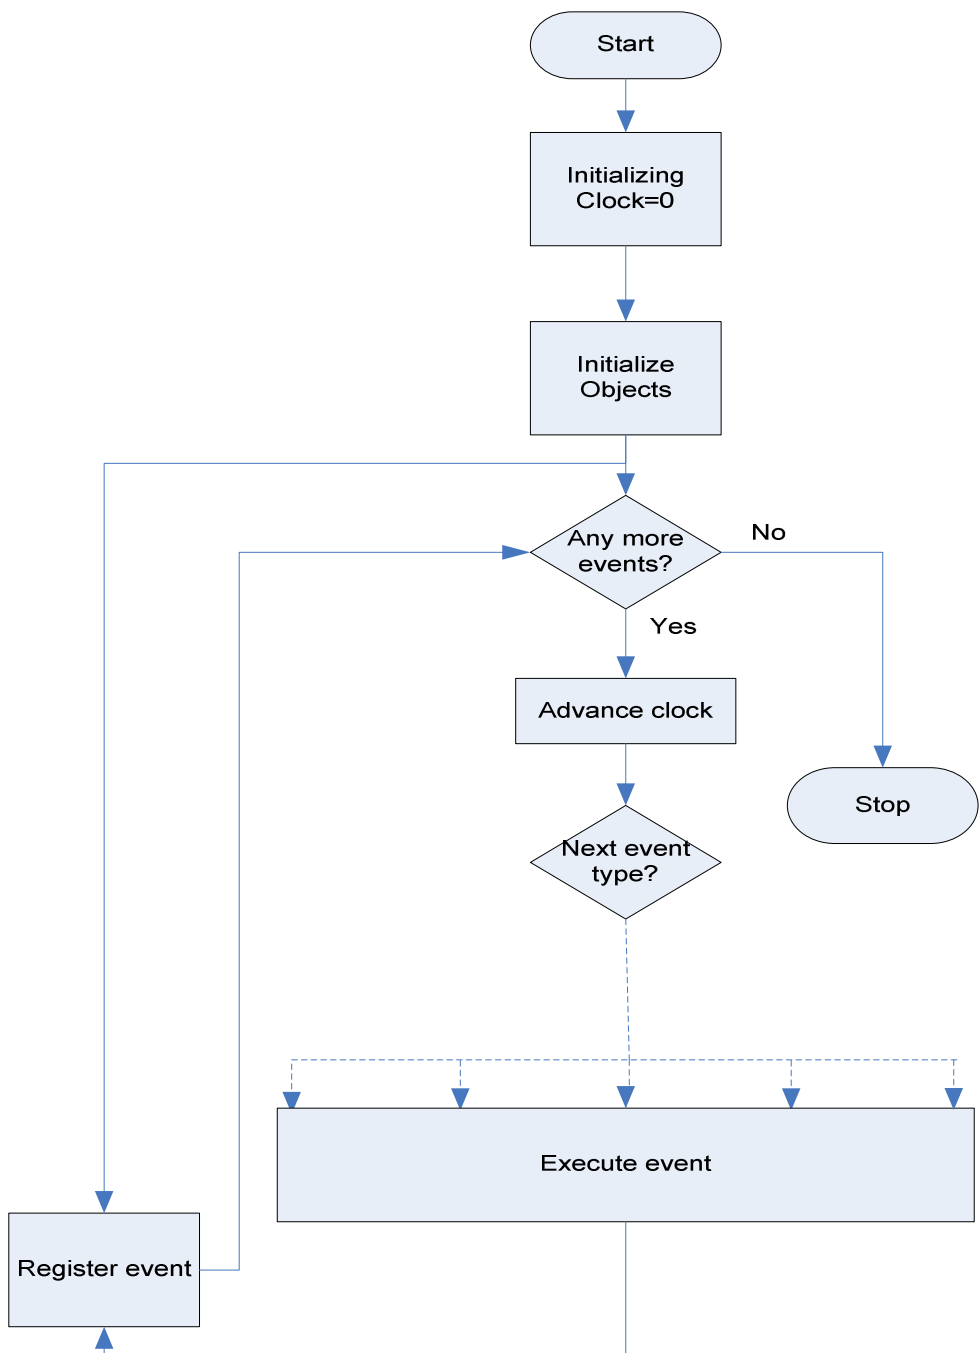 Start
Initializing
Clock=0
Initialize
Objects
Any more
events?
No
Yes
Advance clock
Stop
Next event
type?
Execute event
Register event